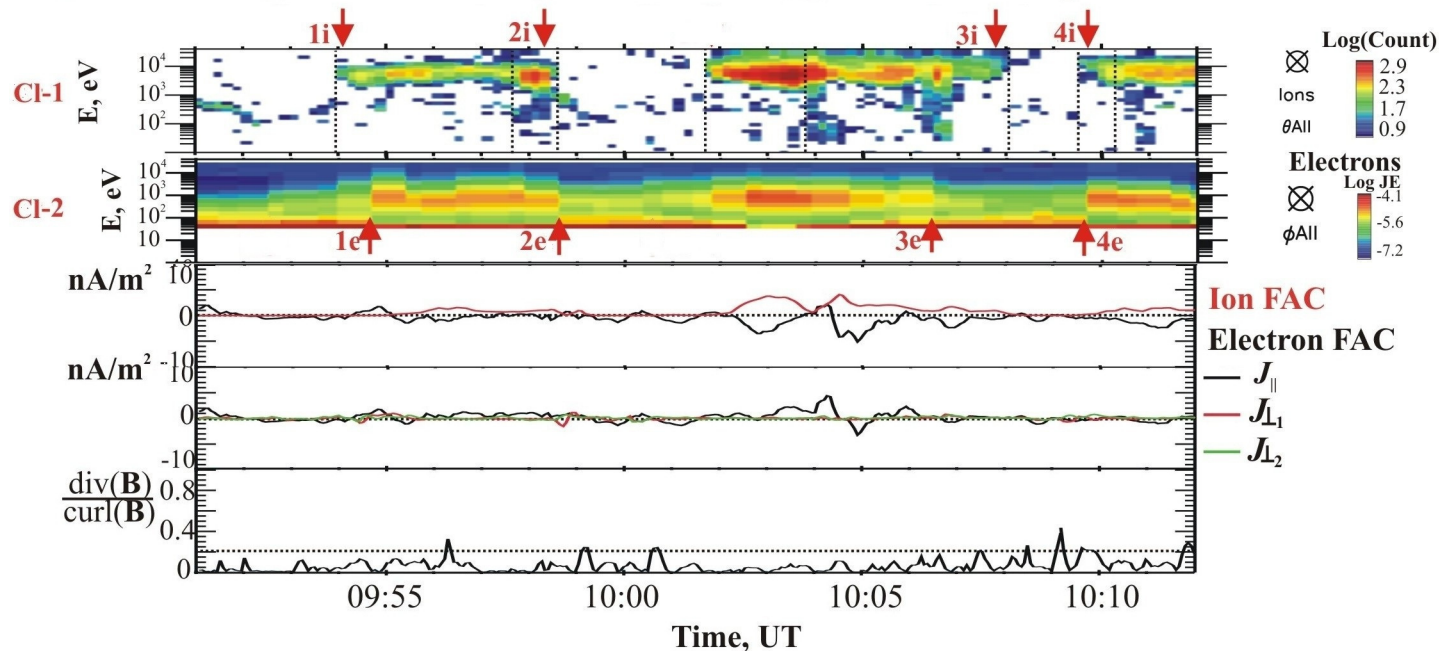 1i 2i 3i 4i
Cl-1
E, eV
10⁴
10³
10²
Log(Count)
Ions
θAll
2.9
2.3
1.7
0.9
Cl-2
E, eV
10⁴
10³
10²
10
1e 2e 3e 4e
Electrons
Log JE
ϕAll
-4.1
-5.6
-7.2
nA/m²
10
0
-10
Ion FAC
Electron FAC
nA/m²
10
0
-10
J∥
J⊥1
J⊥2
div(B)
curl(B)
0.8
0.4
0
09:55 10:00 10:05 10:10
Time, UT